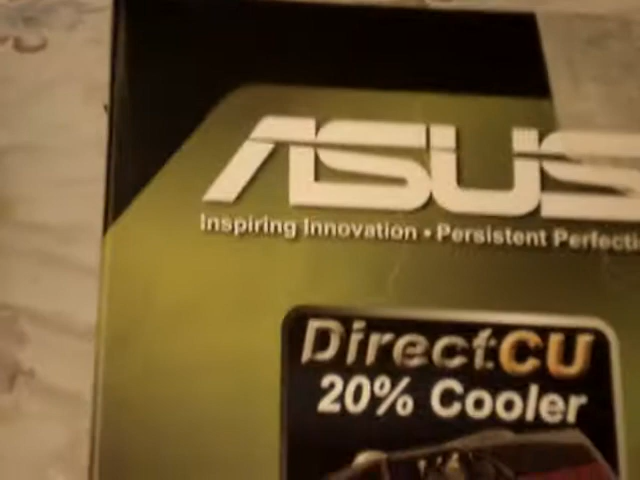 ASUS
Inspiring Innovation • Persistent Perfecti
DirectCU
20% Cooler